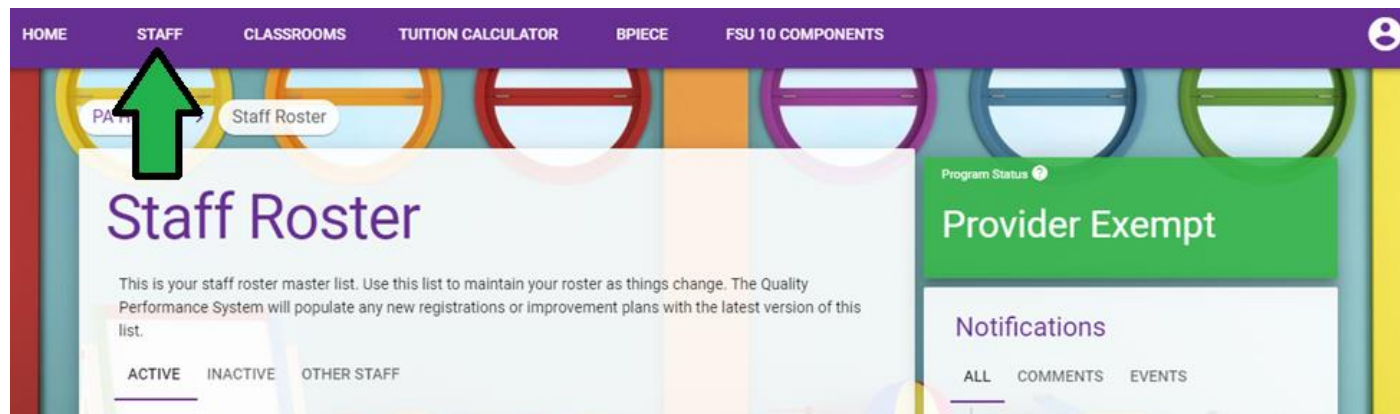 HOME STAFF CLASSROOMS TUITION CALCULATOR BPIECE FSU 10 COMPONENTS
Staff Roster
Staff Roster
This is your staff roster master list. Use this list to maintain your roster as things change. The Quality
Performance System will populate any new registrations or improvement plans with the latest version of this
list.
ACTIVE INACTIVE OTHER STAFF
Program Status ?
Provider Exempt
Notifications
ALL COMMENTS EVENTS